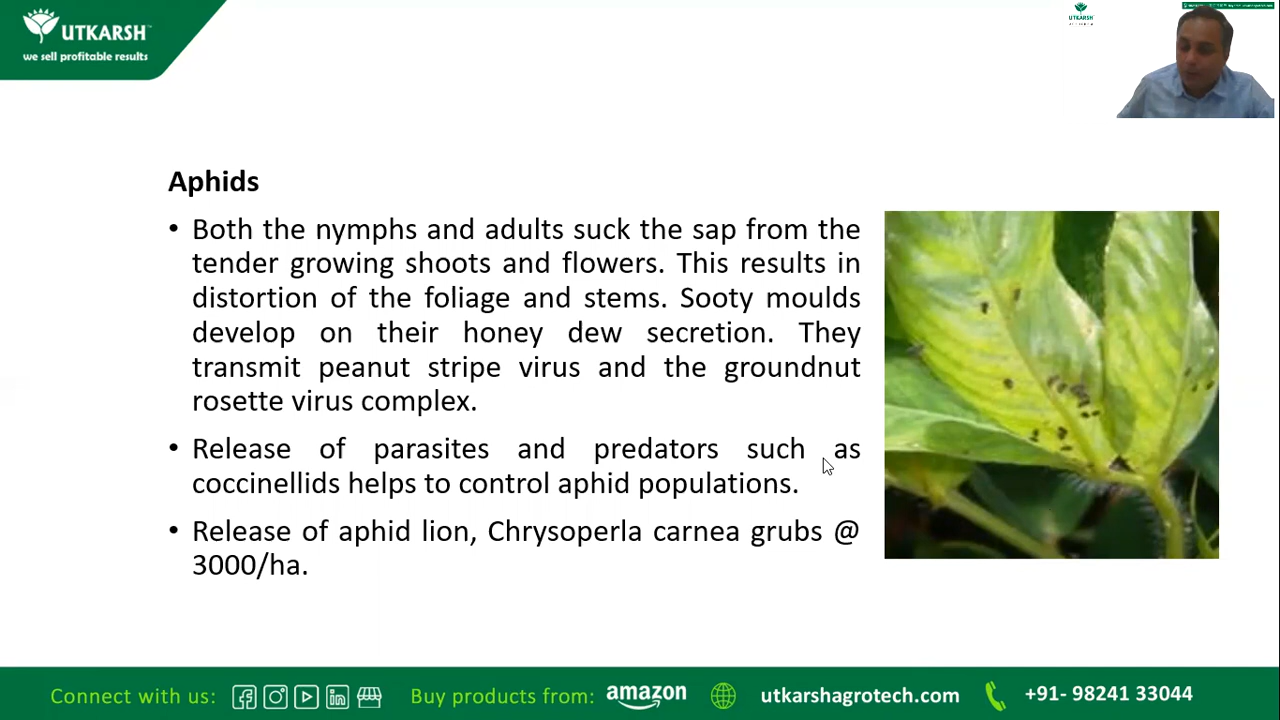 UTKARSH
we sell profitable results
UTKARSH
Aphids
• Both the nymphs and adults suck the sap from the
tender growing shoots and flowers. This results in
distortion of the foliage and stems. Sooty moulds
develop on their honey dew secretion. They
transmit peanut stripe virus and the groundnut
rosette virus complex.
• Release of parasites and predators such as
coccinellids helps to control aphid populations.
• Release of aphid lion, Chrysoperla carnea grubs @
3000/ha.
Connect with us: Buy products from: amazon utkarshagrotech.com +91- 98241 33044